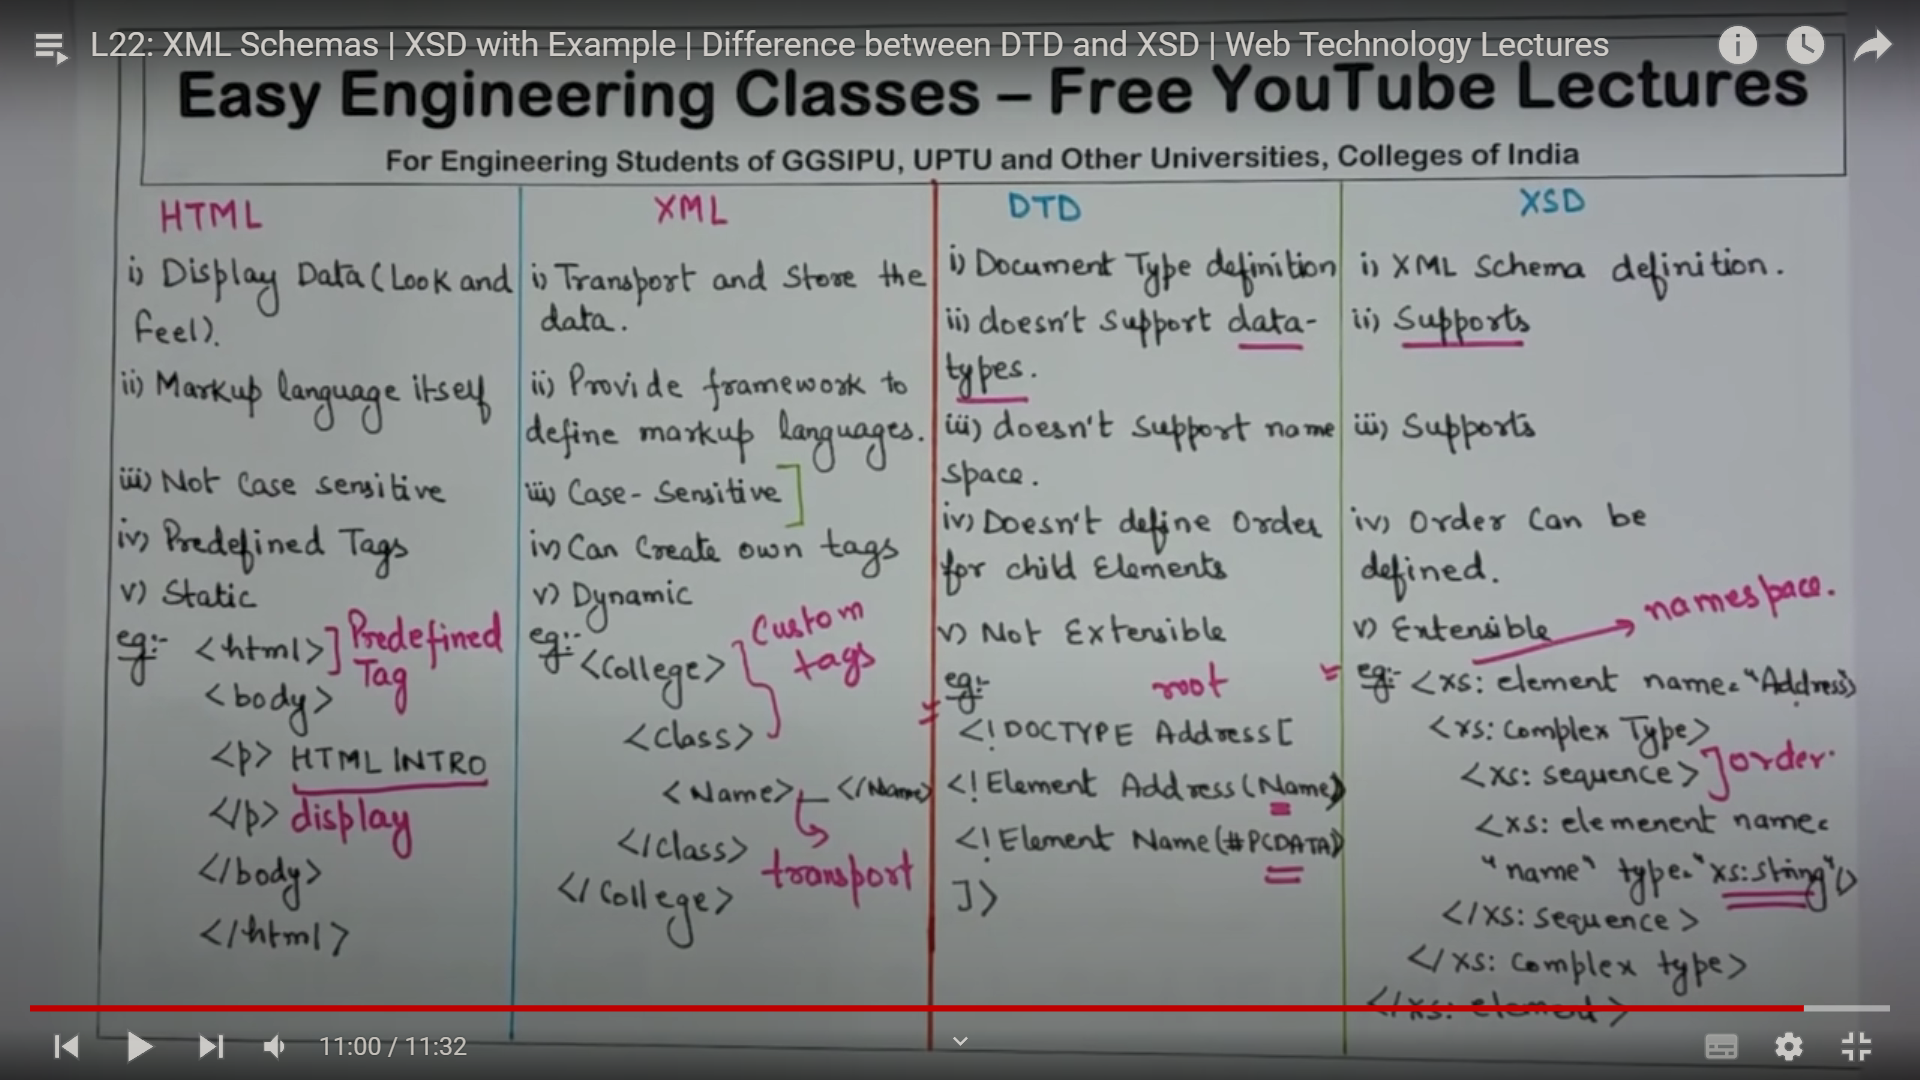 L22: XML Schemas | XSD with Example | Difference between DTD and XSD | Web Technology Lectures
Easy Engineering Classes – Free YouTube Lectures
For Engineering Students of GGSIPU, UPTU and Other Universities, Colleges of India
HTML
i) Display Data (Look and
feel).
ii) Markup language itself
iii) Not Case sensitive
iv) Predefined Tags
v) Static
eg:- <html> ] Predefined
Tag
<body>
<p> HTML INTRO
</p> display
</body>
</html>
XML
i) Transport and Store the
data.
ii) Provide framework to
define markup languages.
iii) Case-Sensitive ]
iv) Can Create own tags
v) Dynamic
eg:- <College> Custom
tags
<Class>
<Name> </Name>
</Class> transport
</College>
DTD
i) Document Type definition
ii) doesn't Support data-
types.
iii) doesn't Support name
space.
iv) Doesn't define Order
for child Elements
v) Not Extensible
eg:- root
<!DOCTYPE Address[
<!Element Address(Name)
<!Element Name(#PCDATA)
]>
XSD
i) XML Schema definition.
ii) Supports
iii) Supports
iv) Order Can be
defined.
v) Extensible → namespace.
eg:- <xs: element name="Address>
<xs: Complex Type>
<xs: sequence> ] order.
<xs: elemenent name=
"name" type="xs:string"/>
</xs: sequence>
</xs: Complex type>
</xs: element>
11:00 / 11:32